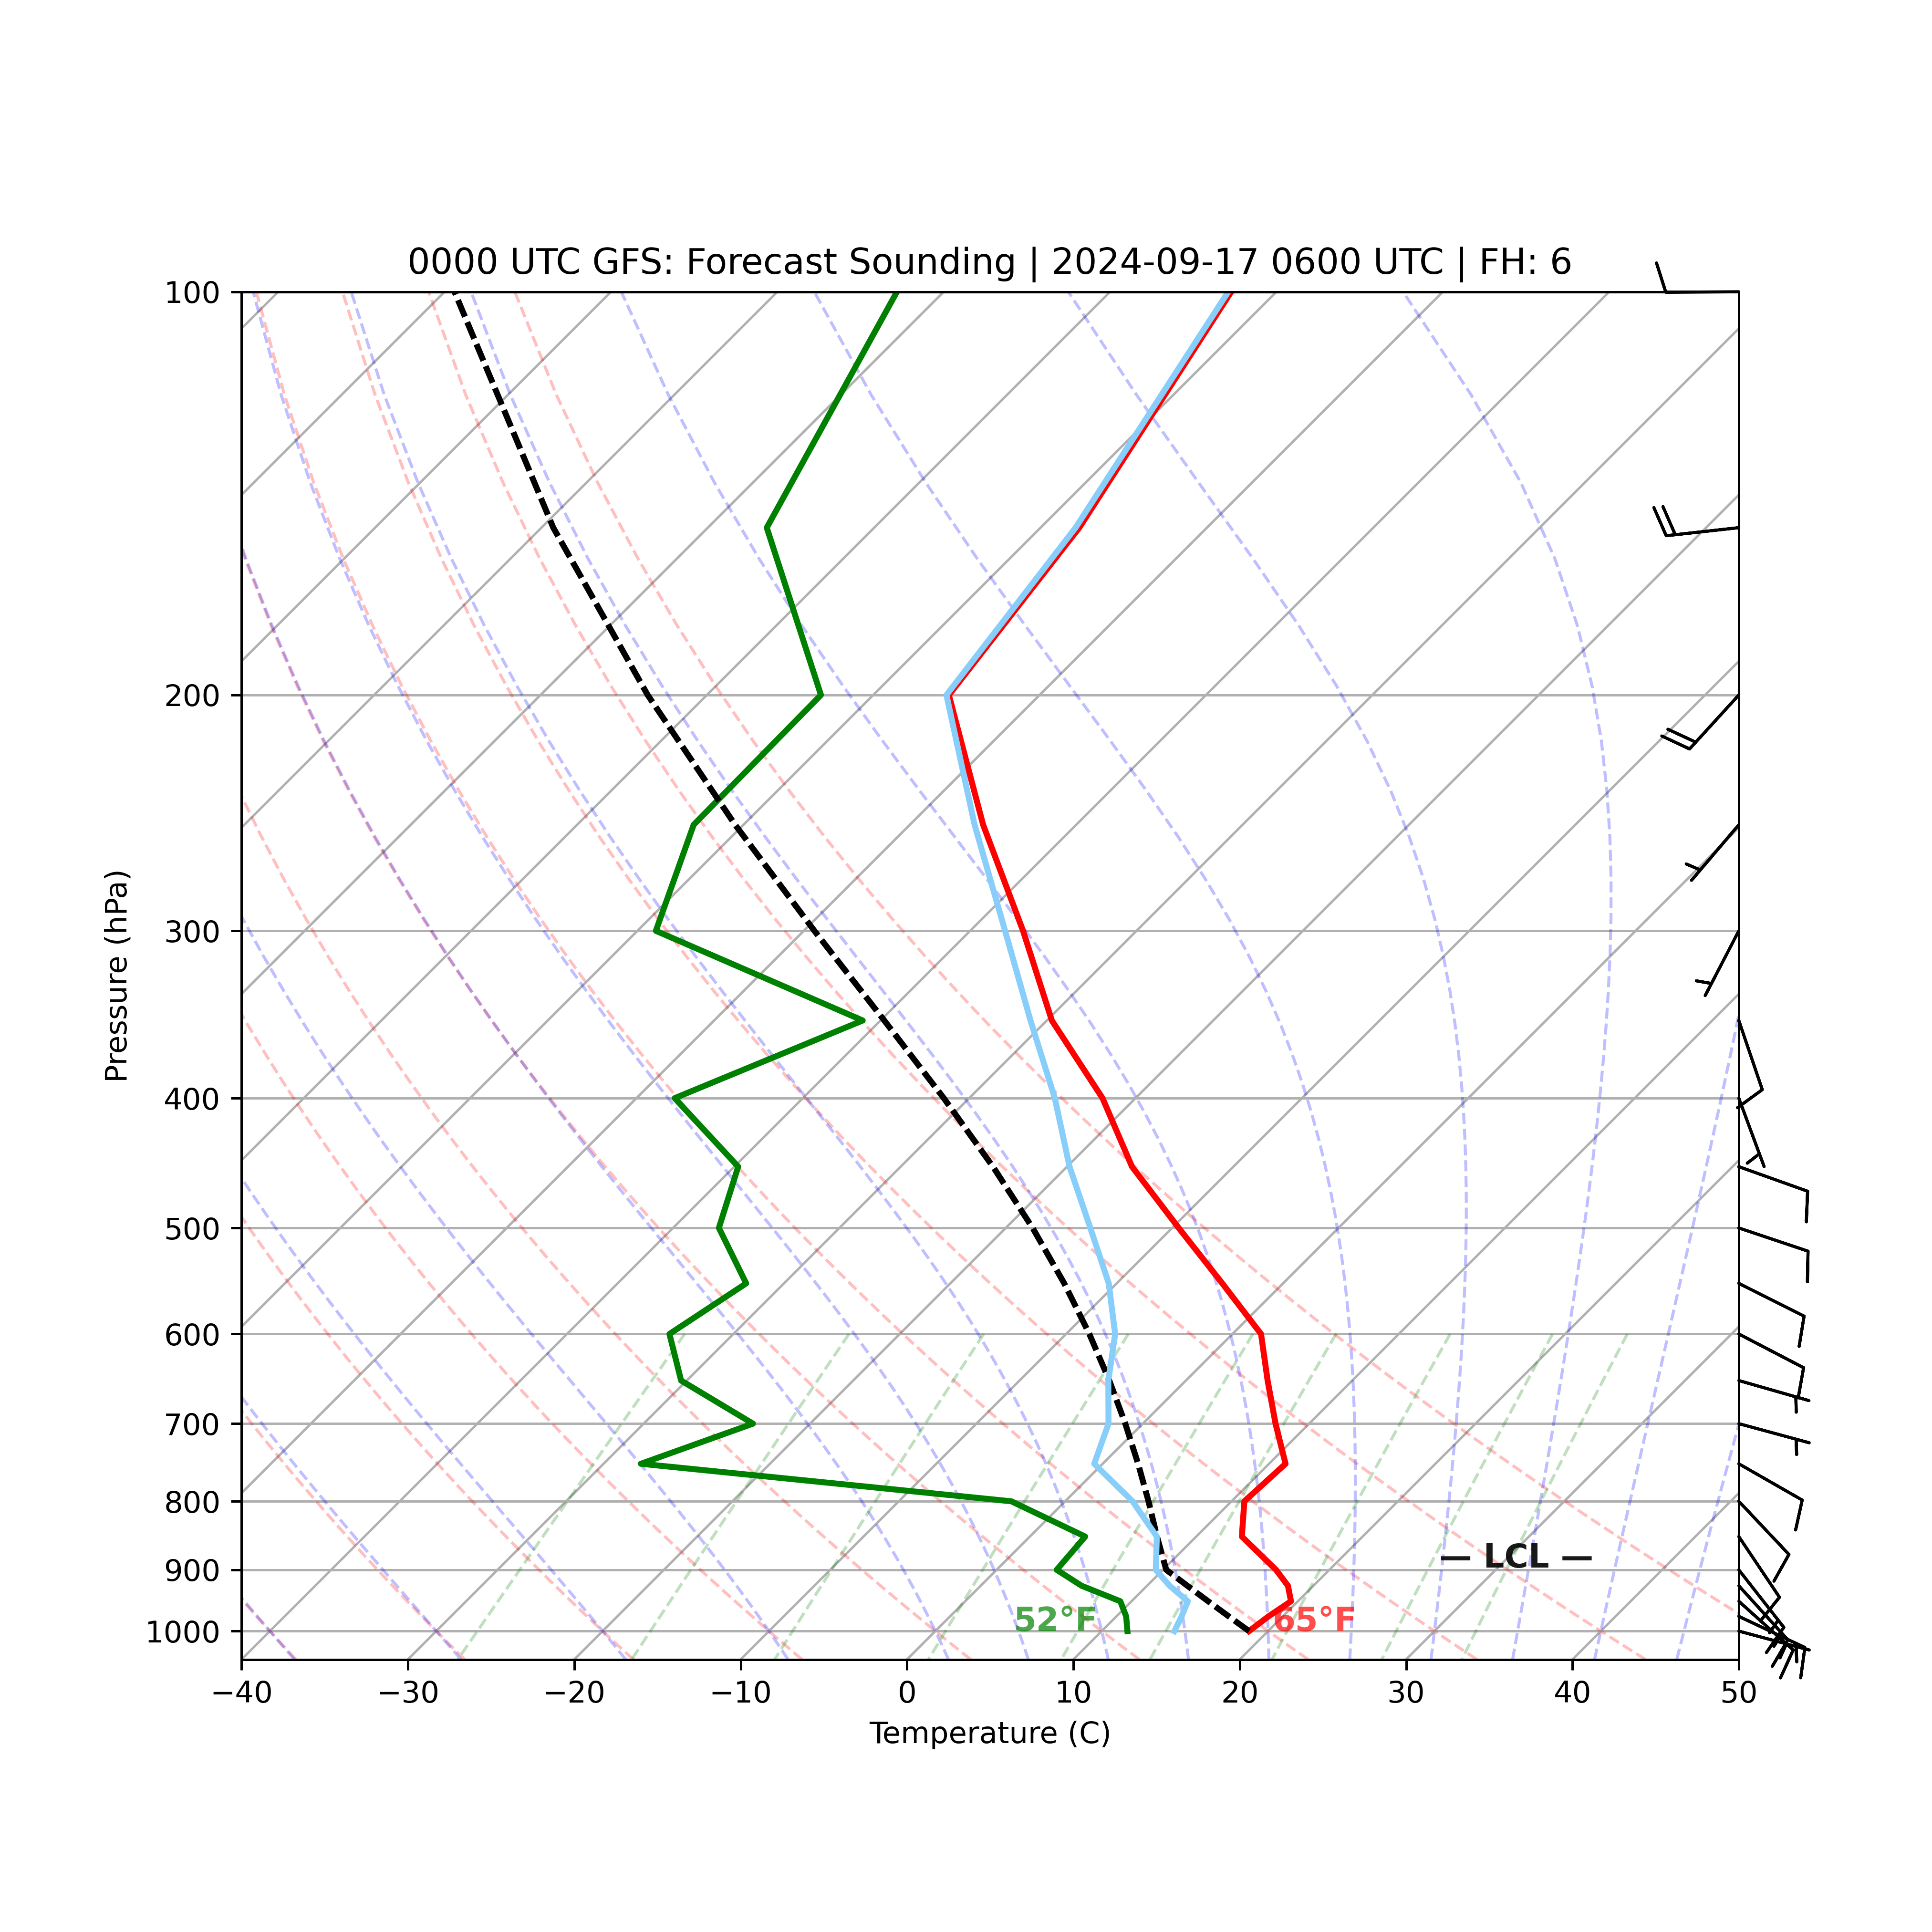 0000 UTC GFS: Forecast Sounding | 2024-09-17 0600 UTC | FH: 6
100
200
300
400
500
600
700
800
900
1000
Pressure (hPa)
— LCL —
52°F
65°F
−40 −30 −20 −10 0 10 20 30 40 50
Temperature (C)